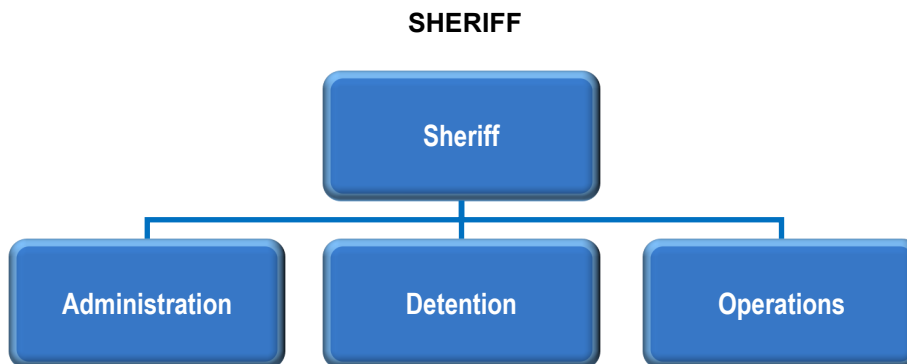 SHERIFF
Sheriff
Administration
Detention
Operations